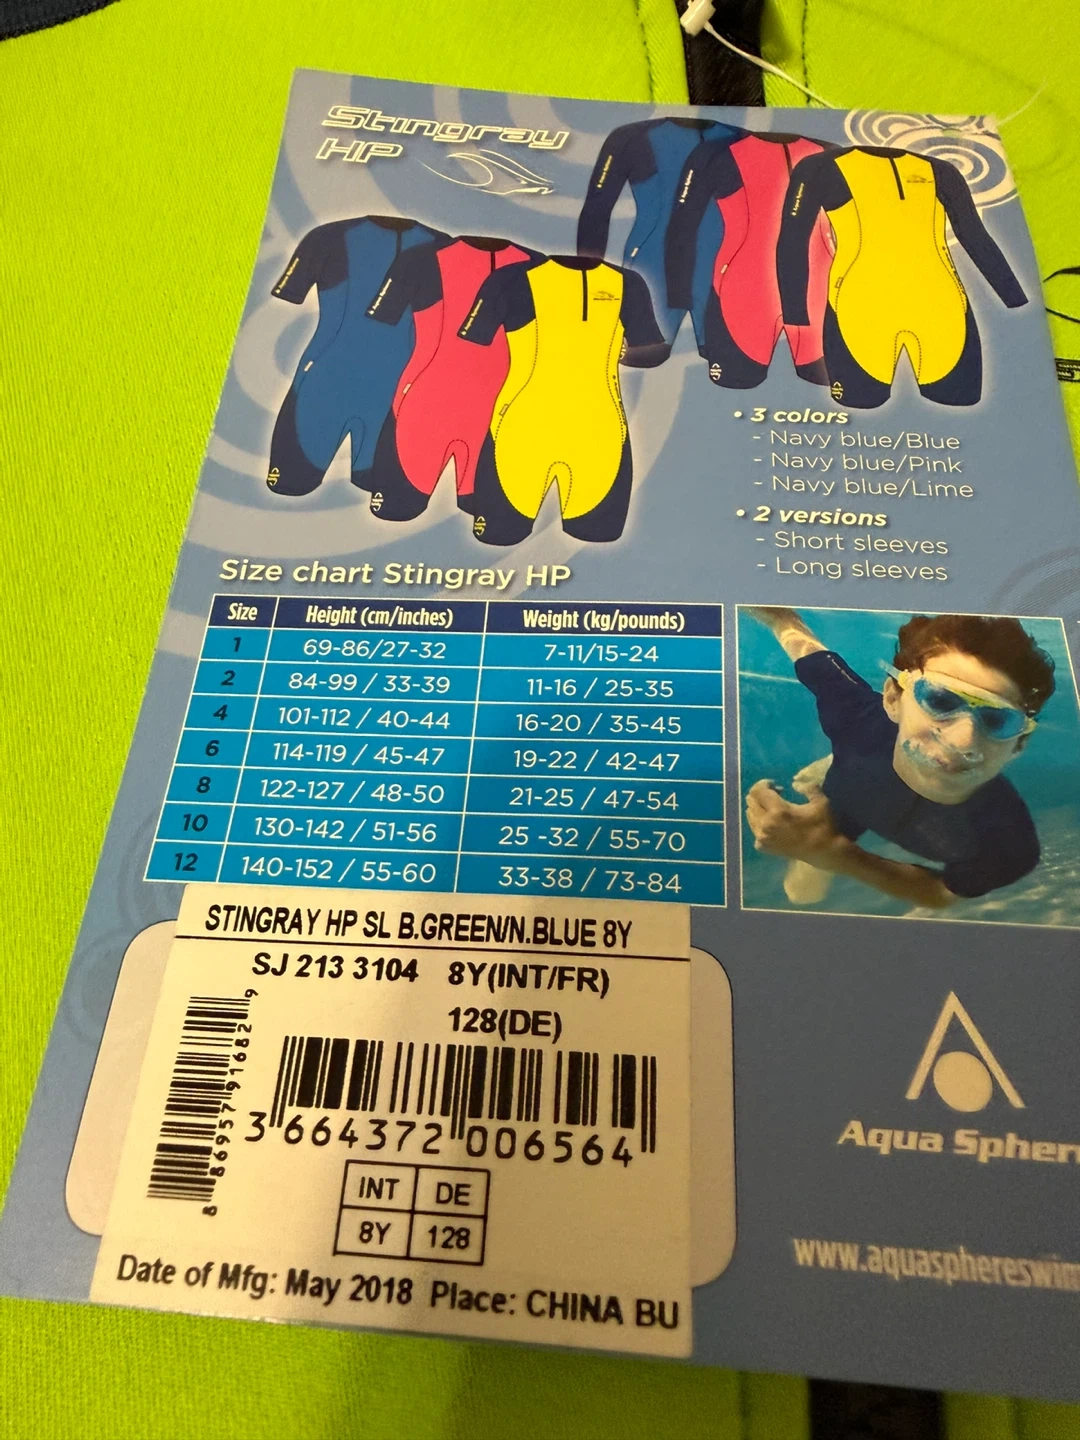 Stingray
HP
• 3 colors
- Navy blue/Blue
- Navy blue/Pink
- Navy blue/Lime
• 2 versions
- Short sleeves
- Long sleeves
Size chart Stingray HP
Size Height (cm/inches) Weight (kg/pounds)
1 69-86/27-32 7-11/15-24
2 84-99 / 33-39 11-16 / 25-35
4 101-112 / 40-44 16-20 / 35-45
6 114-119 / 45-47 19-22 / 42-47
8 122-127 / 48-50 21-25 / 47-54
10 130-142 / 51-56 25 -32 / 55-70
12 140-152 / 55-60 33-38 / 73-84
STINGRAY HP SL B.GREEN/N.BLUE 8Y
SJ 213 3104 8Y(INT/FR)
128(DE)
8 86957 91682 9
3 664372 006564
INT DE
8Y 128
Date of Mfg: May 2018 Place: CHINA BU
Aqua Spher
www.aquasphereswim